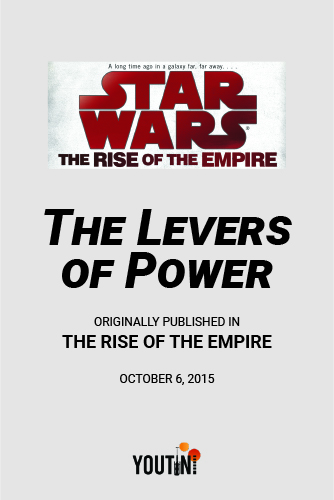 A long time ago in a galaxy far, far away. . . .
STAR
WARS®
THE RISE OF THE EMPIRE
THE LEVERS
OF POWER
ORIGINALLY PUBLISHED IN
THE RISE OF THE EMPIRE
OCTOBER 6, 2015
YOUTINI